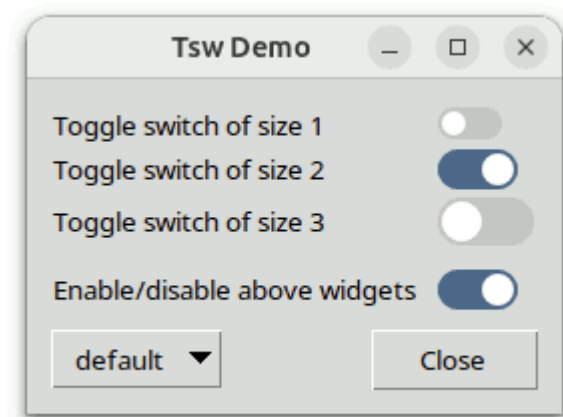 Tsw Demo
Toggle switch of size 1
Toggle switch of size 2
Toggle switch of size 3
Enable/disable above widgets
default
Close